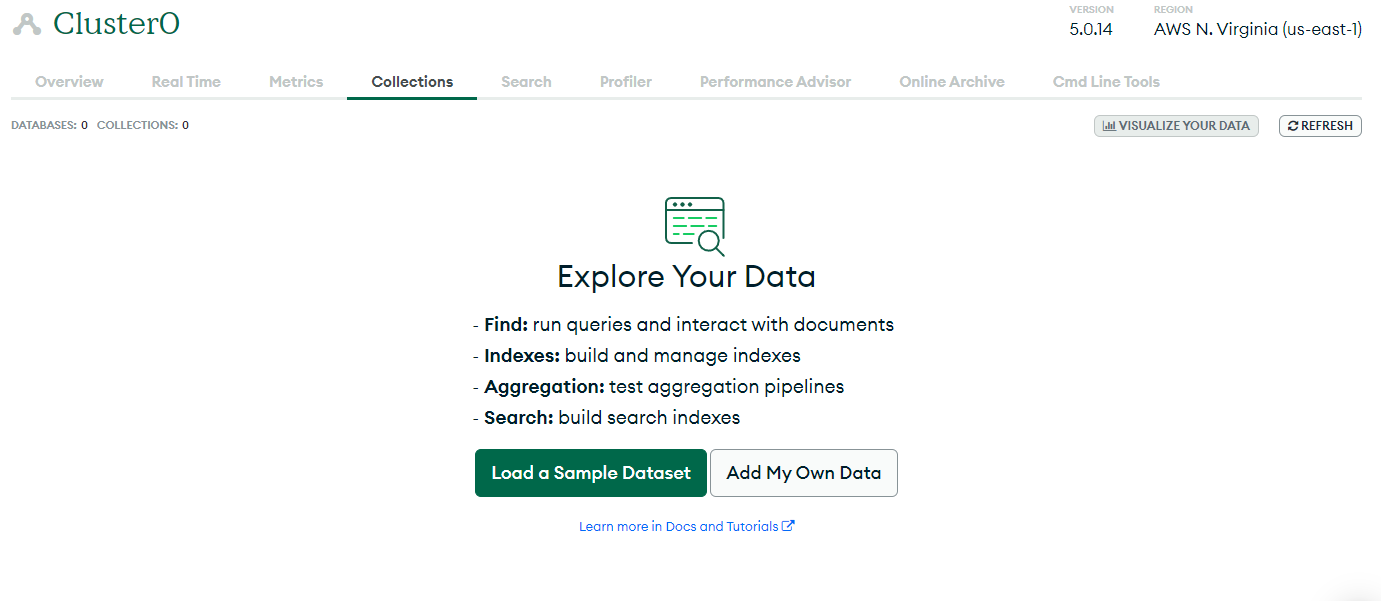 Cluster0
VERSION
5.0.14
REGION
AWS N. Virginia (us-east-1)
Overview
Real Time
Metrics
Collections
Search
Profiler
Performance Advisor
Online Archive
Cmd Line Tools
DATABASES: 0 COLLECTIONS: 0
VISUALIZE YOUR DATA
REFRESH
Explore Your Data
- Find: run queries and interact with documents
- Indexes: build and manage indexes
- Aggregation: test aggregation pipelines
- Search: build search indexes
Load a Sample Dataset
Add My Own Data
Learn more in Docs and Tutorials